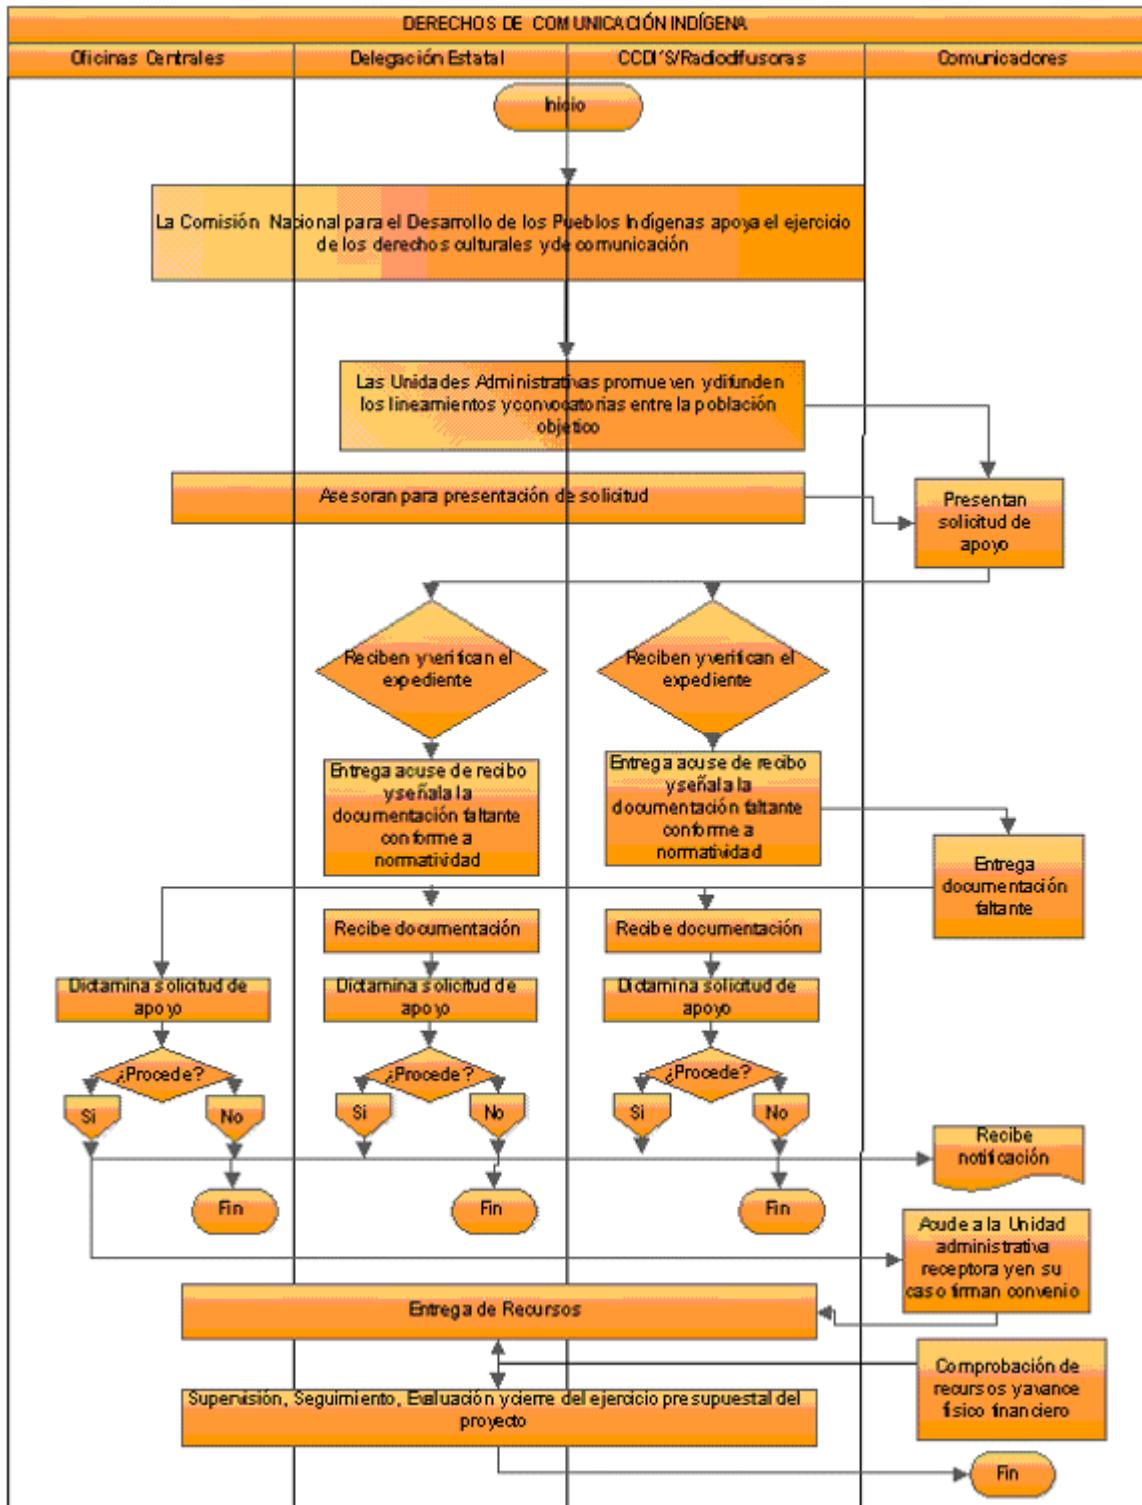 DERECHOS DE COMUNICACIÓN INDÍGENA
Oficinas Centrales
Delegación Estatal
CCDI'S/Radiodifusoras
Comunicadores
Inicio
La Comisión Nacional para el Desarrollo de los Pueblos Indígenas apoya el ejercicio
de los derechos culturales y de comunicación
Las Unidades Administrativas promueven y difunden
los lineamientos y convocatorias entre la población
objetico
Asesoran para presentación de solicitud
Presentan
solicitud de
apoyo
Reciben y verifican el
expediente
Reciben y verifican el
expediente
Entrega acuse de recibo
y señala la
documentación faltante
conforme a
normatividad
Entrega acuse de recibo
y señala la
documentación faltante
conforme a
normatividad
Entrega
documentación
faltante
Recibe documentación
Recibe documentación
Dictamina solicitud de
apoyo
Dictamina solicitud de
apoyo
Dictamina solicitud de
apoyo
¿Procede?
¿Procede?
¿Procede?
Si
No
Si
No
Si
No
Recibe
notificación
Fin
Fin
Fin
Acude a la Unidad
administrativa
receptora y en su
caso firman convenio
Entrega de Recursos
Comprobación de
recursos y avance
físico financiero
Supervisión, Seguimiento, Evaluación y cierre del ejercicio presupuestal del
proyecto
Fin